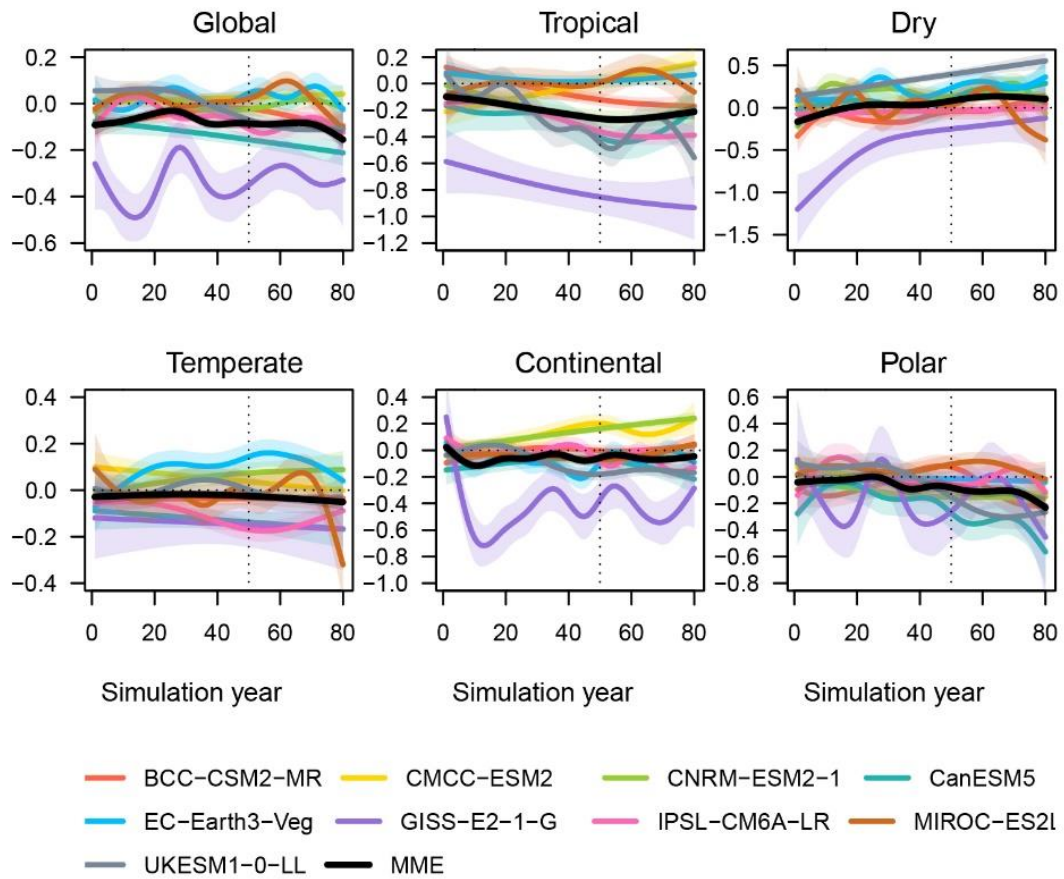 Global Tropical Dry
0.2 0.2 0.5
0.0 0.0 0.0
−0.2 −0.2 −0.5
−0.4 −0.4 −1.0
−0.6 −0.6 −1.5
−0.8
−1.0
−1.2
0 20 40 60 80 0 20 40 60 80 0 20 40 60 80
Temperate Continental Polar
0.4 0.4 0.6
0.2 0.2 0.4
0.0 0.0 0.2
−0.2 −0.2 0.0
−0.4 −0.4 −0.2
−0.6 −0.4
−0.8 −0.6
−1.0 −0.8
0 20 40 60 80 0 20 40 60 80 0 20 40 60 80
Simulation year Simulation year Simulation year
BCC−CSM2−MR CMCC−ESM2 CNRM−ESM2−1 CanESM5
EC−Earth3−Veg GISS−E2−1−G IPSL−CM6A−LR MIROC−ES2L
UKESM1−0−LL MME